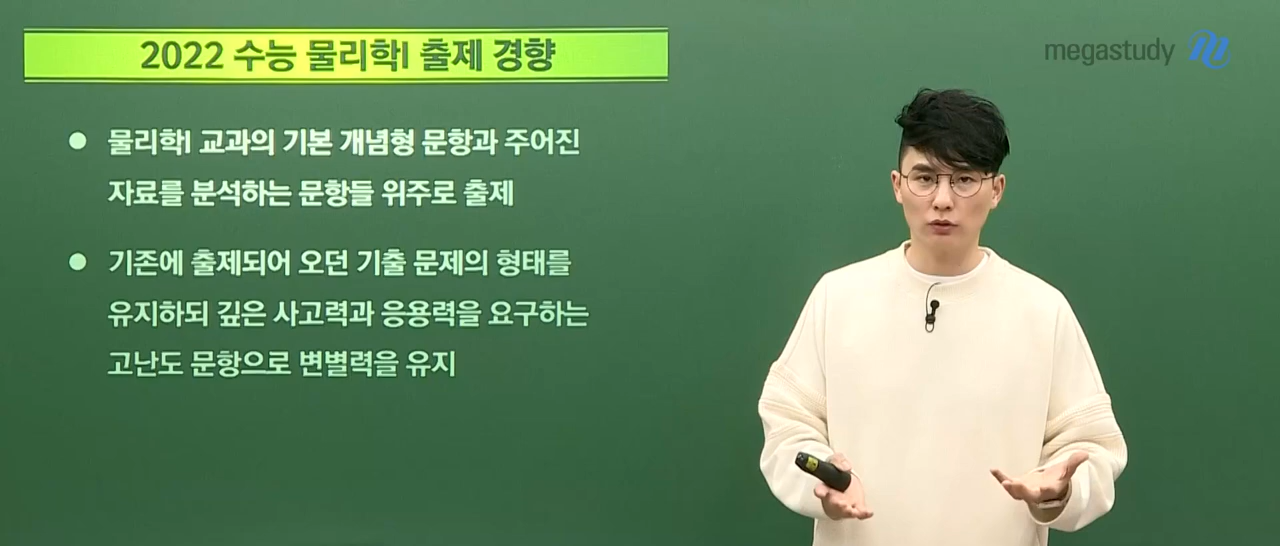 2022 수능 물리학I 출제 경향
megastudy
● 물리학I 교과의 기본 개념형 문항과 주어진
자료를 분석하는 문항들 위주로 출제
● 기존에 출제되어 오던 기출 문제의 형태를
유지하되 깊은 사고력과 응용력을 요구하는
고난도 문항으로 변별력을 유지